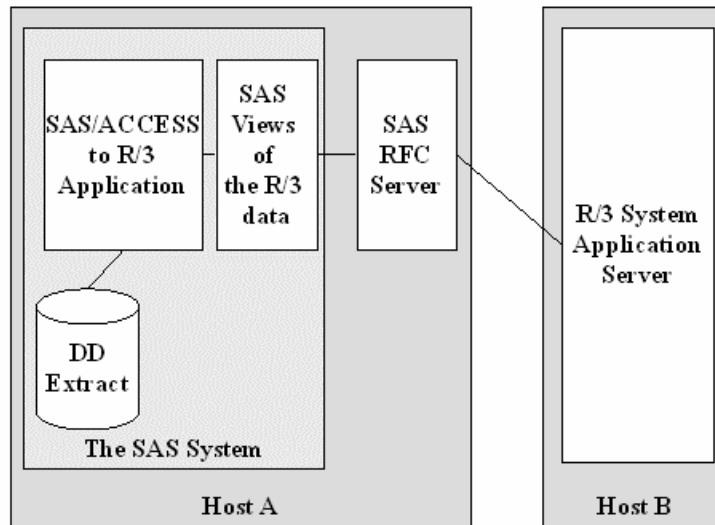 SAS/ACCESS
to R/3
Application
SAS
Views
of
the R/3
data
SAS
RFC
Server
R/3 System
Application
Server
DD
Extract
The SAS System
Host A
Host B